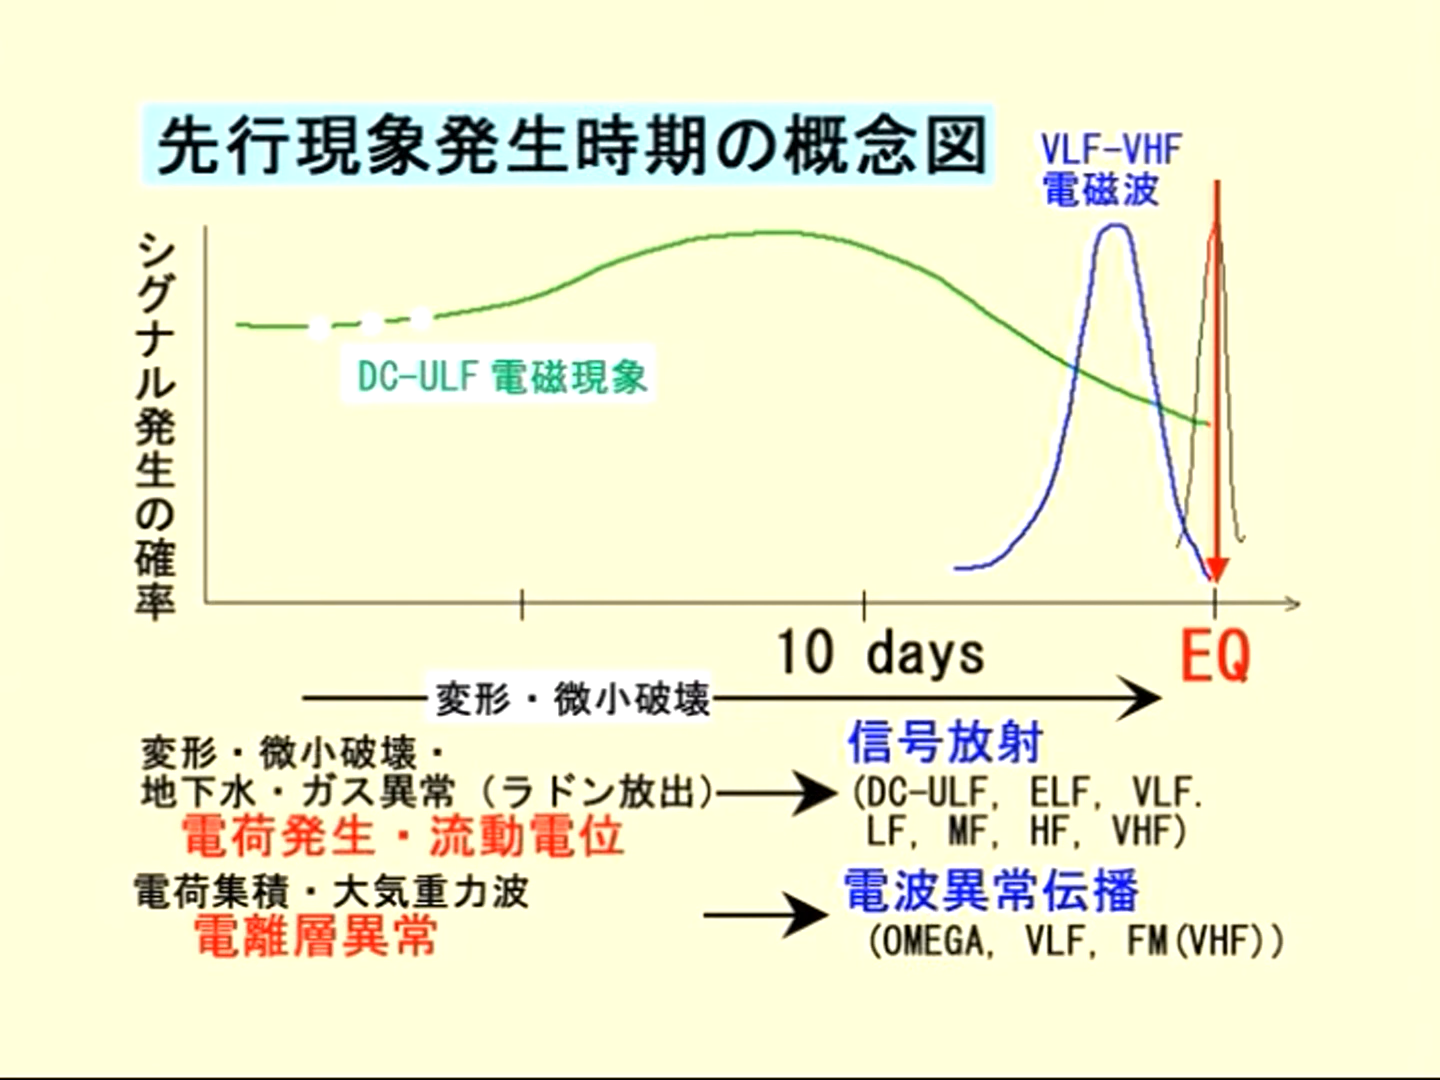 先行現象発生時期の概念図
VLF-VHF
電磁波
シグナル発生の確率
DC-ULF 電磁現象
10 days
EQ
変形・微小破壊
変形・微小破壊・
地下水・ガス異常（ラドン放出）
電荷発生・流動電位
信号放射
(DC-ULF, ELF, VLF.
LF, MF, HF, VHF)
電荷集積・大気重力波
電離層異常
電波異常伝播
(OMEGA, VLF, FM(VHF))